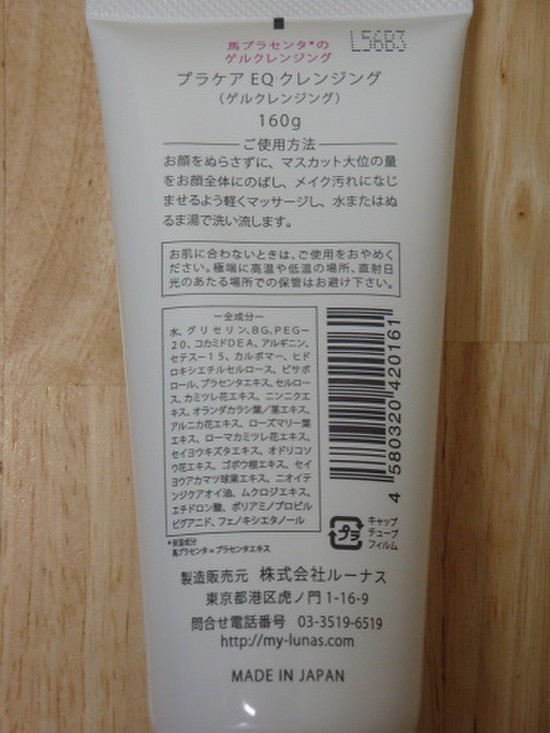 馬プラセンタ*の
ゲルクレンジング
L56B3
プラケア EQ クレンジング
（ゲルクレンジング）
160g
ご使用方法
お顔をぬらさずに、マスカット大位の量
をお顔全体にのばし、メイク汚れになじ
ませるよう軽くマッサージし、水またはぬ
るま湯で洗い流します。
お肌に合わないときは、ご使用をおやめく
ださい。極端に高温や低温の場所、直射日
光のあたる場所での保管はお避け下さい。
ー全成分ー
水、グリセリン、BG、PEG－
20、コカミドDEA、アルギニン、
セテス－15、カルボマー、ヒド
ロキシエチルセルロース、ビサボ
ロール、プラセンタエキス、セルロー
ス、カミツレ花エキス、ニンニクエ
キス、オランダカラシ葉／茎エキス、
アルニカ花エキス、ローズマリー葉
エキス、ローマカミツレ花エキス、
セイヨウキズタエキス、オドリコソ
ウ花エキス、ゴボウ根エキス、セイ
ヨウアカマツ球果エキス、ニオイテ
ンジクアオイ油、ムクロジエキス、
エチドロン酸、ポリアミノプロピル
ビグアニド、フェノキシエタノール
4 580320 420161
プラ
キャップ
チューブ
フィルム
*保湿成分
馬プラセンタ＝プラセンタエキス
製造販売元 株式会社ルーナス
東京都港区虎ノ門1-16-9
問合せ電話番号 03-3519-6519
http://my-lunas.com
MADE IN JAPAN